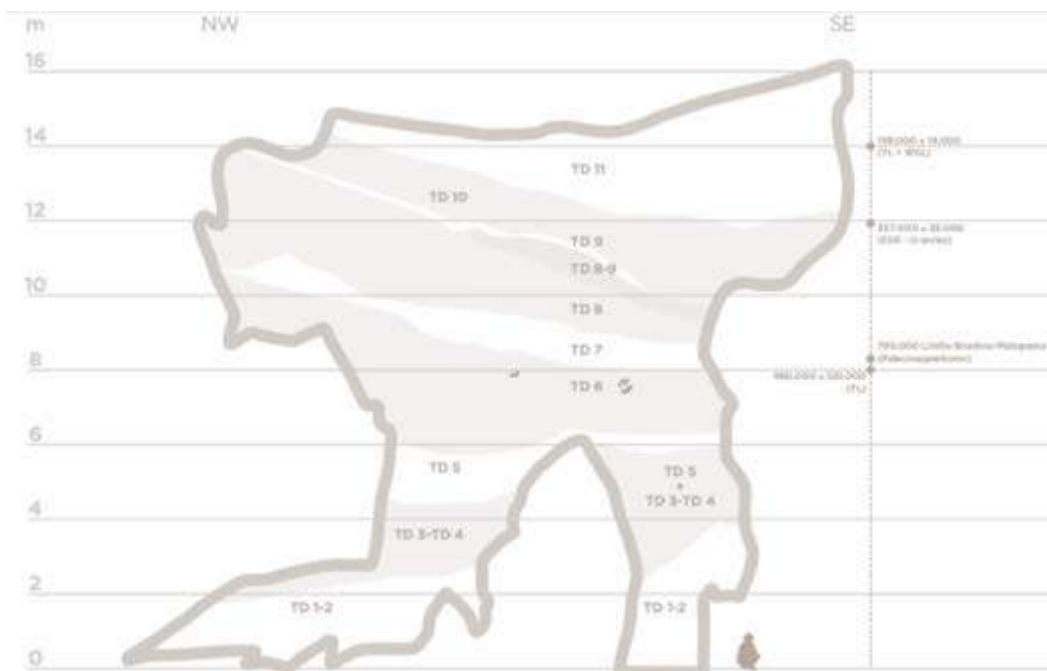 m
NW
SE
16
14
12
10
8
6
4
2
0
TD 11
TD 10
TD 9
TD 8-9
TD 8
TD 7
TD 6
TD 5
TD 3-TD 4
TD 1-2
TD 5
+
TD 3-TD 4
TD 1-2
(TL)